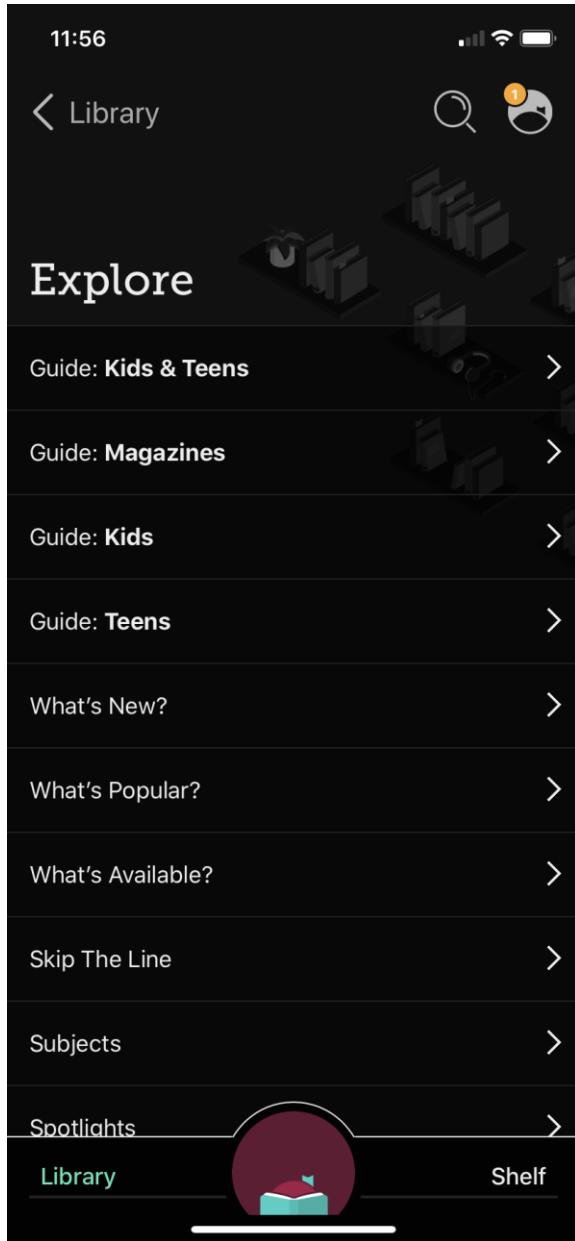 11:56
Library
1
Explore
Guide: Kids & Teens
Guide: Magazines
Guide: Kids
Guide: Teens
What's New?
What's Popular?
What's Available?
Skip The Line
Subjects
Spotlights
Library
Shelf